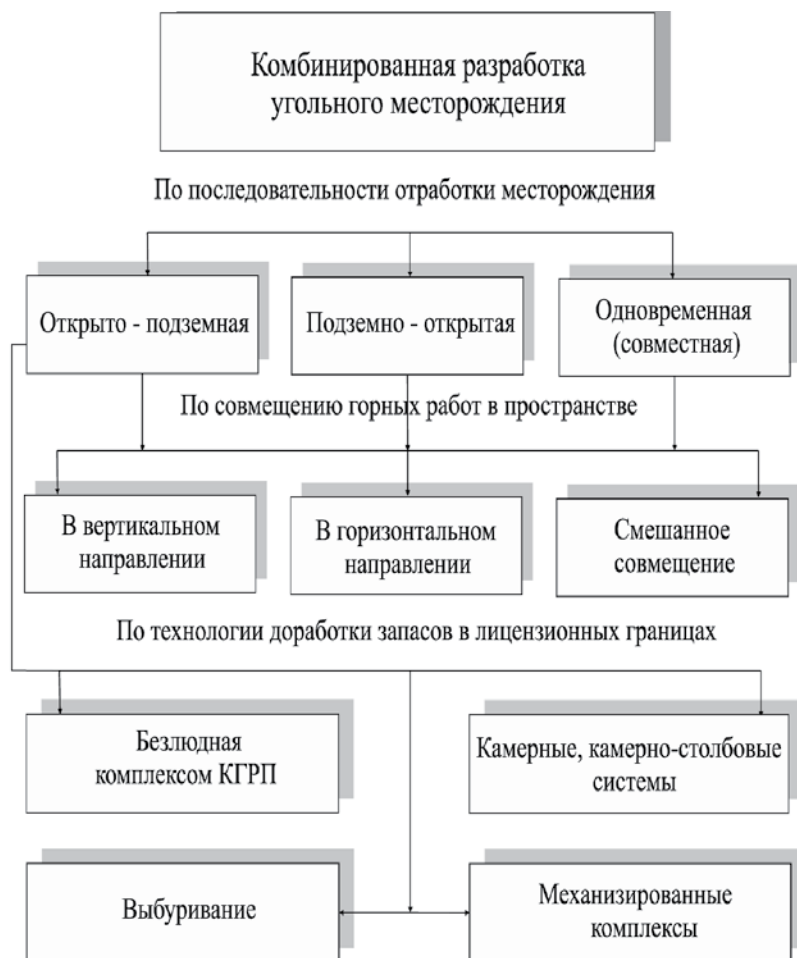 Комбинированная разработка
угольного месторождения
По последовательности отработки месторождения
Открыто - подземная
Подземно - открытая
Одновременная
(совместная)
По совмещению горных работ в пространстве
В вертикальном
направлении
В горизонтальном
направлении
Смешанное
совмещение
По технологии доработки запасов в лицензионных границах
Безлюдная
комплексом КГРП
Камерные, камерно-столбовые
системы
Выбуривание
Механизированные
комплексы